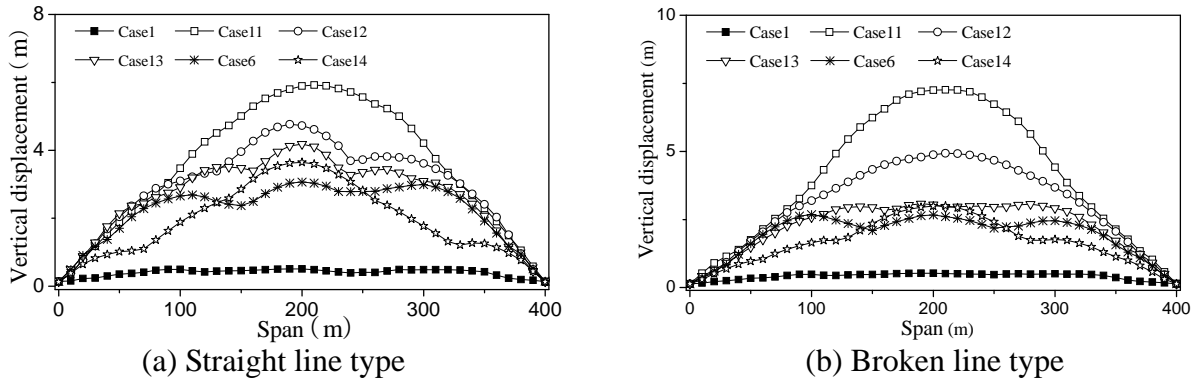 8
4
0
Vertical displacement (m)
Case1 Case11 Case12
Case13 Case6 Case14
0 100 200 300 400
Span (m)
(a) Straight line type
10
5
0
Vertical displacement (m)
Case1 Case11 Case12
Case13 Case6 Case14
0 100 200 300 400
Span (m)
(b) Broken line type